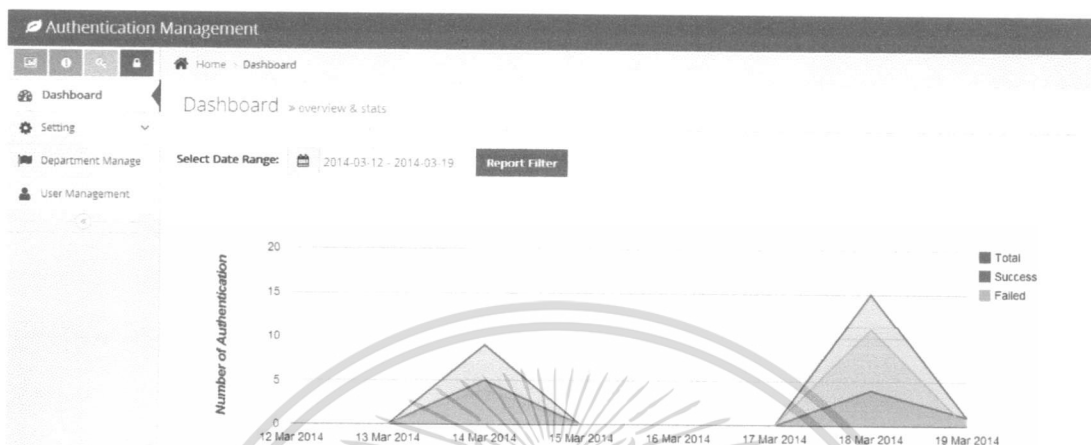 Authentication Management
Home Dashboard
Dashboard
Dashboard » overview & stats
Setting
Department Manage
Select Date Range: 2014-03-12 - 2014-03-19 Report Filter
User Management
Number of Authentication
20
15
10
5
0
12 Mar 2014 13 Mar 2014 14 Mar 2014 15 Mar 2014 16 Mar 2014 17 Mar 2014 18 Mar 2014 19 Mar 2014
Total
Success
Failed